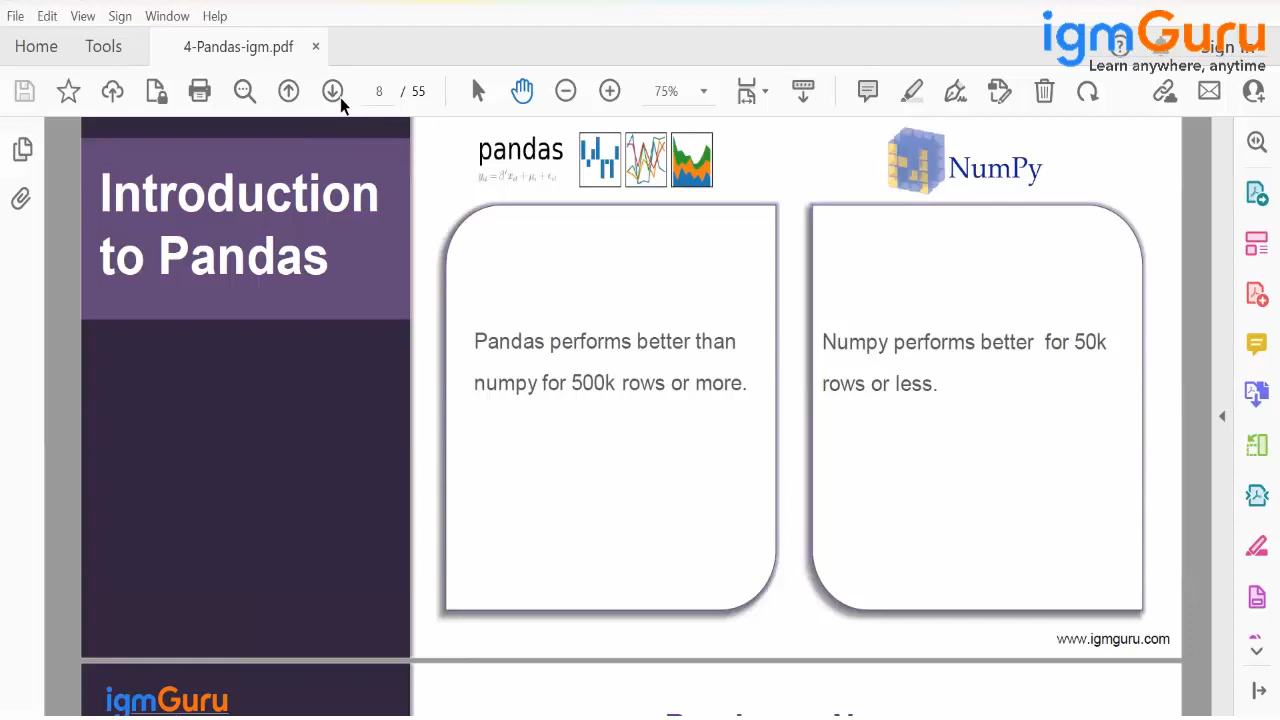 File Edit View Sign Window Help
igmGuru
Learn anywhere, anytime
Home Tools 4-Pandas-igm.pdf × Sign In
8 / 55 75%
Introduction
to Pandas
pandas
NumPy
Pandas performs better than
numpy for 500k rows or more.
Numpy performs better for 50k
rows or less.
www.igmguru.com
igmGuru